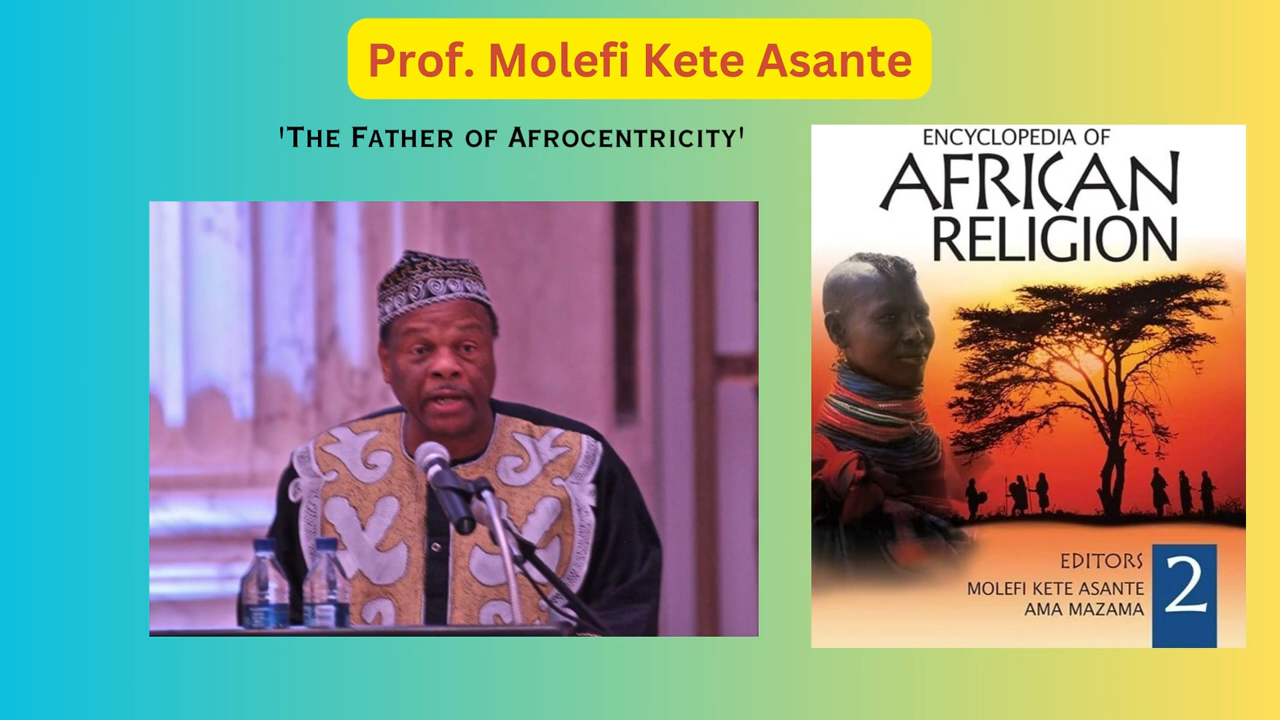 Prof. Molefi Kete Asante
'The Father of Afrocentricity'
ENCYCLOPEDIA OF
AFRICAN
RELIGION
EDITORS
MOLEFI KETE ASANTE
AMA MAZAMA
2